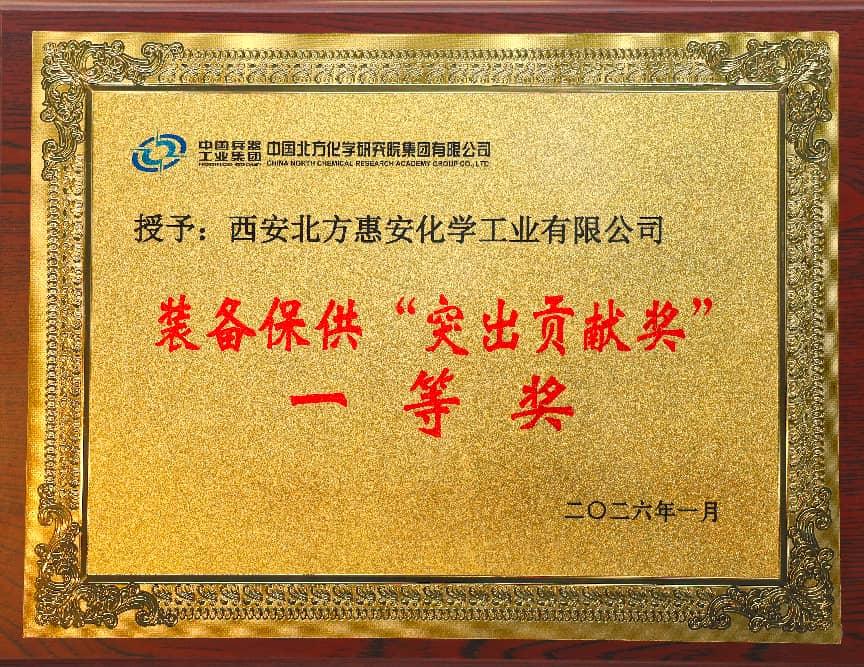 中国兵器 中国北方化学研究院集团有限公司
工业集团 CHINA NORTH CHEMICAL RESEARCH ACADEMY GROUP CO., LTD
授予：西安北方惠安化学工业有限公司
装备保供“突出贡献奖”
一等奖
二〇二六年一月